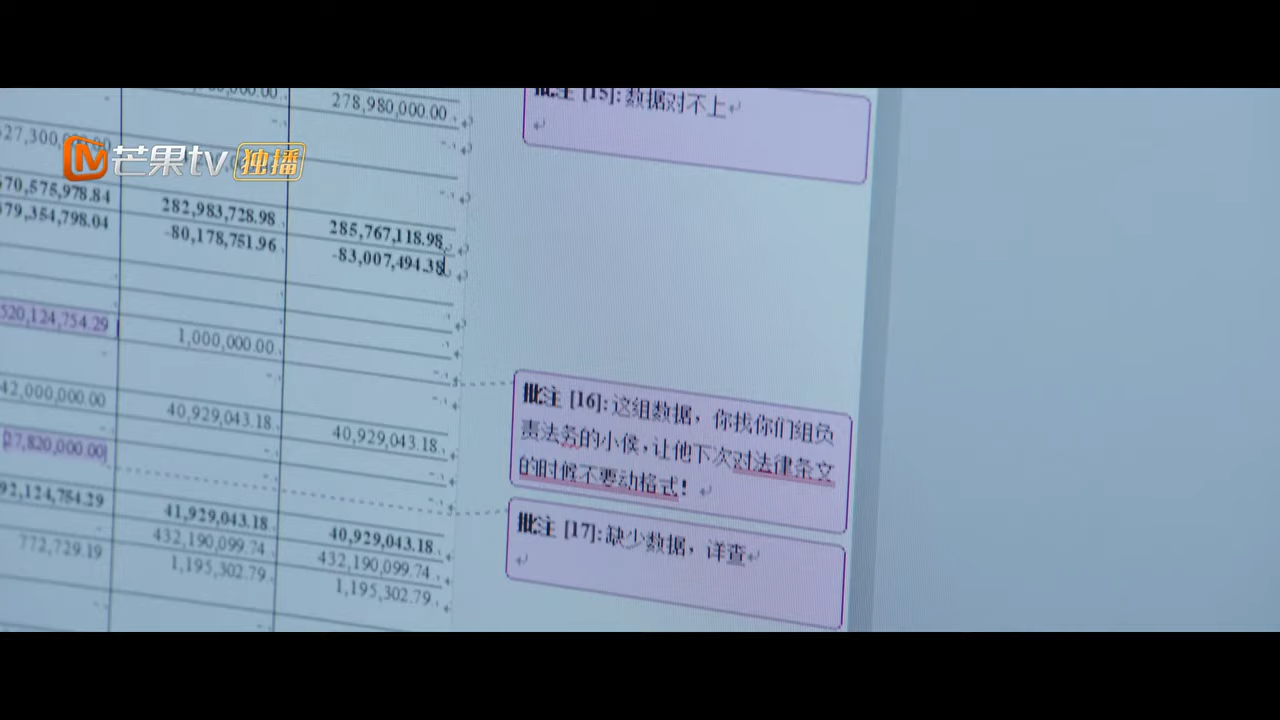 278,980,000.00
批注 [15]: 数据对不上
芒果tv 独播
70,575,978.84 282,983,728.98 285,767,118.98
79,354,798.04 -80,178,751.96 -83,007,494.38
520,124,754.29 1,000,000.00
批注 [16]: 这组数据，你找你们组负
责法务的小侯，让他下次对法律条文
的时候不要动格式！
42,000,000.00 40,929,043.18 40,929,043.18
27,820,000.00
92,124,754.29 41,929,043.18 40,929,043.18
432,190,099.74 432,190,099.74
772,729.19 1,195,302.79 1,195,302.79
批注 [17]: 缺少数据，详查